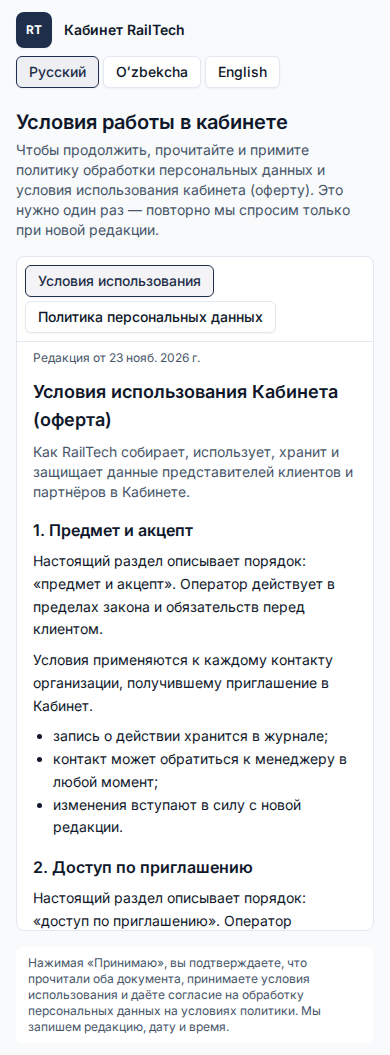 RT
Кабинет RailTech
Русский
Oʻzbekcha
English
Условия работы в кабинете
Чтобы продолжить, прочитайте и примите
политику обработки персональных данных и
условия использования кабинета (оферту). Это
нужно один раз — повторно мы спросим только
при новой редакции.
Условия использования
Политика персональных данных
Редакция от 23 нояб. 2026 г.
Условия использования Кабинета
(оферта)
Как RailTech собирает, использует, хранит и
защищает данные представителей клиентов и
партнёров в Кабинете.
1. Предмет и акцепт
Настоящий раздел описывает порядок:
«предмет и акцепт». Оператор действует в
пределах закона и обязательств перед
клиентом.
Условия применяются к каждому контакту
организации, получившему приглашение в
Кабинет.
• запись о действии хранится в журнале;
• контакт может обратиться к менеджеру в
любой момент;
• изменения вступают в силу с новой
редакции.
2. Доступ по приглашению
Настоящий раздел описывает порядок:
«доступ по приглашению». Оператор
Нажимая «Принимаю», вы подтверждаете, что
прочитали оба документа, принимаете условия
использования и даёте согласие на обработку
персональных данных на условиях политики. Мы
запишем редакцию, дату и время.